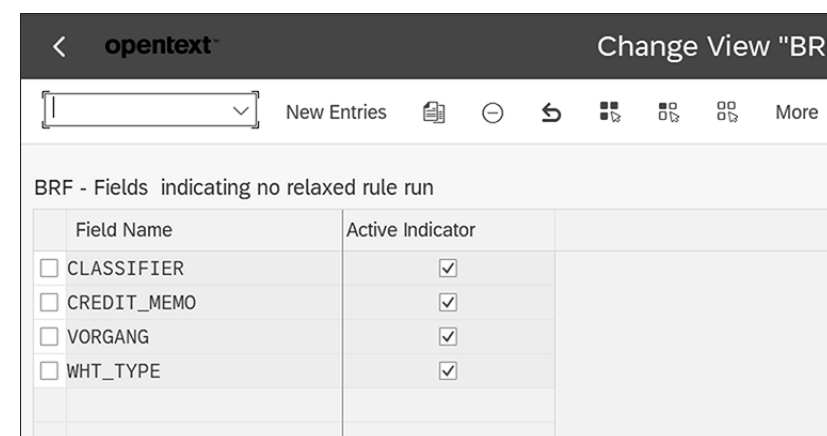 opentext™ Change View "BR
New Entries More
BRF - Fields indicating no relaxed rule run
Field Name Active Indicator
CLASSIFIER
CREDIT_MEMO
VORGANG
WHT_TYPE